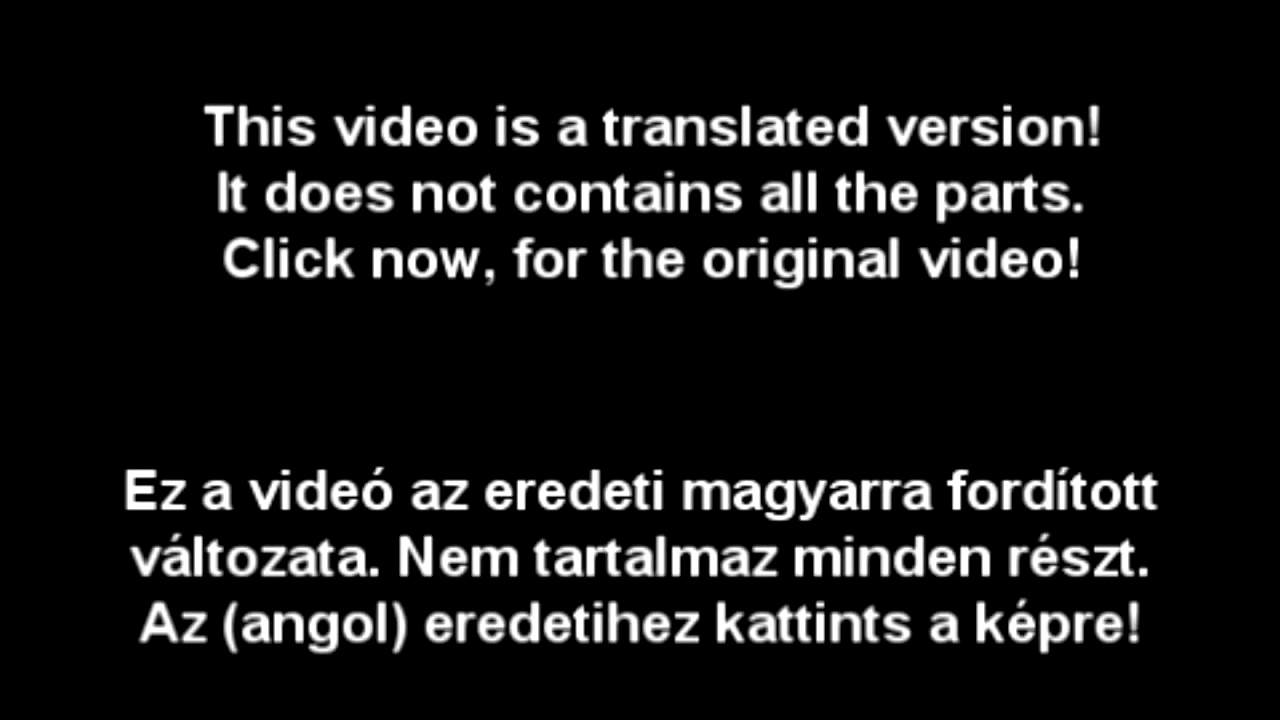 This video is a translated version!
It does not contains all the parts.
Click now, for the original video!
Ez a videó az eredeti magyarra fordított
változata. Nem tartalmaz minden részt.
Az (angol) eredetihez kattints a képre!